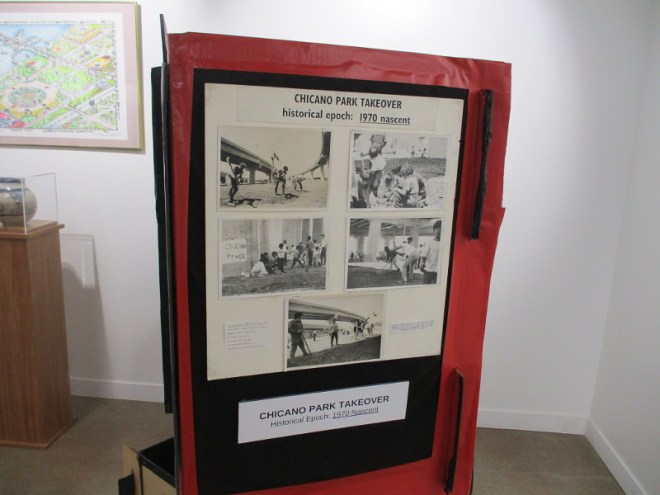 CHICANO PARK TAKEOVER
historical epoch: 1970 nascent
CHICANO PARK TAKEOVER
Historical Epoch: 1970 Nascent